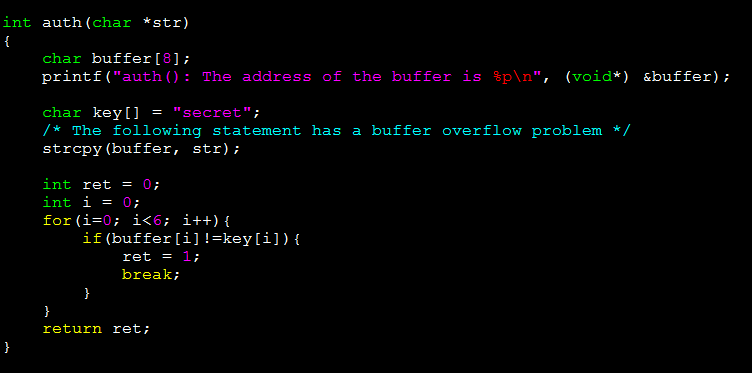 int auth(char *str)
{
    char buffer[8];
    printf("auth(): The address of the buffer is %p\n", (void*) &buffer);

    char key[] = "secret";
    /* The following statement has a buffer overflow problem */
    strcpy(buffer, str);

    int ret = 0;
    int i = 0;
    for(i=0; i<6; i++){
        if(buffer[i]!=key[i]){
            ret = 1;
            break;
        }
    }
    return ret;
}